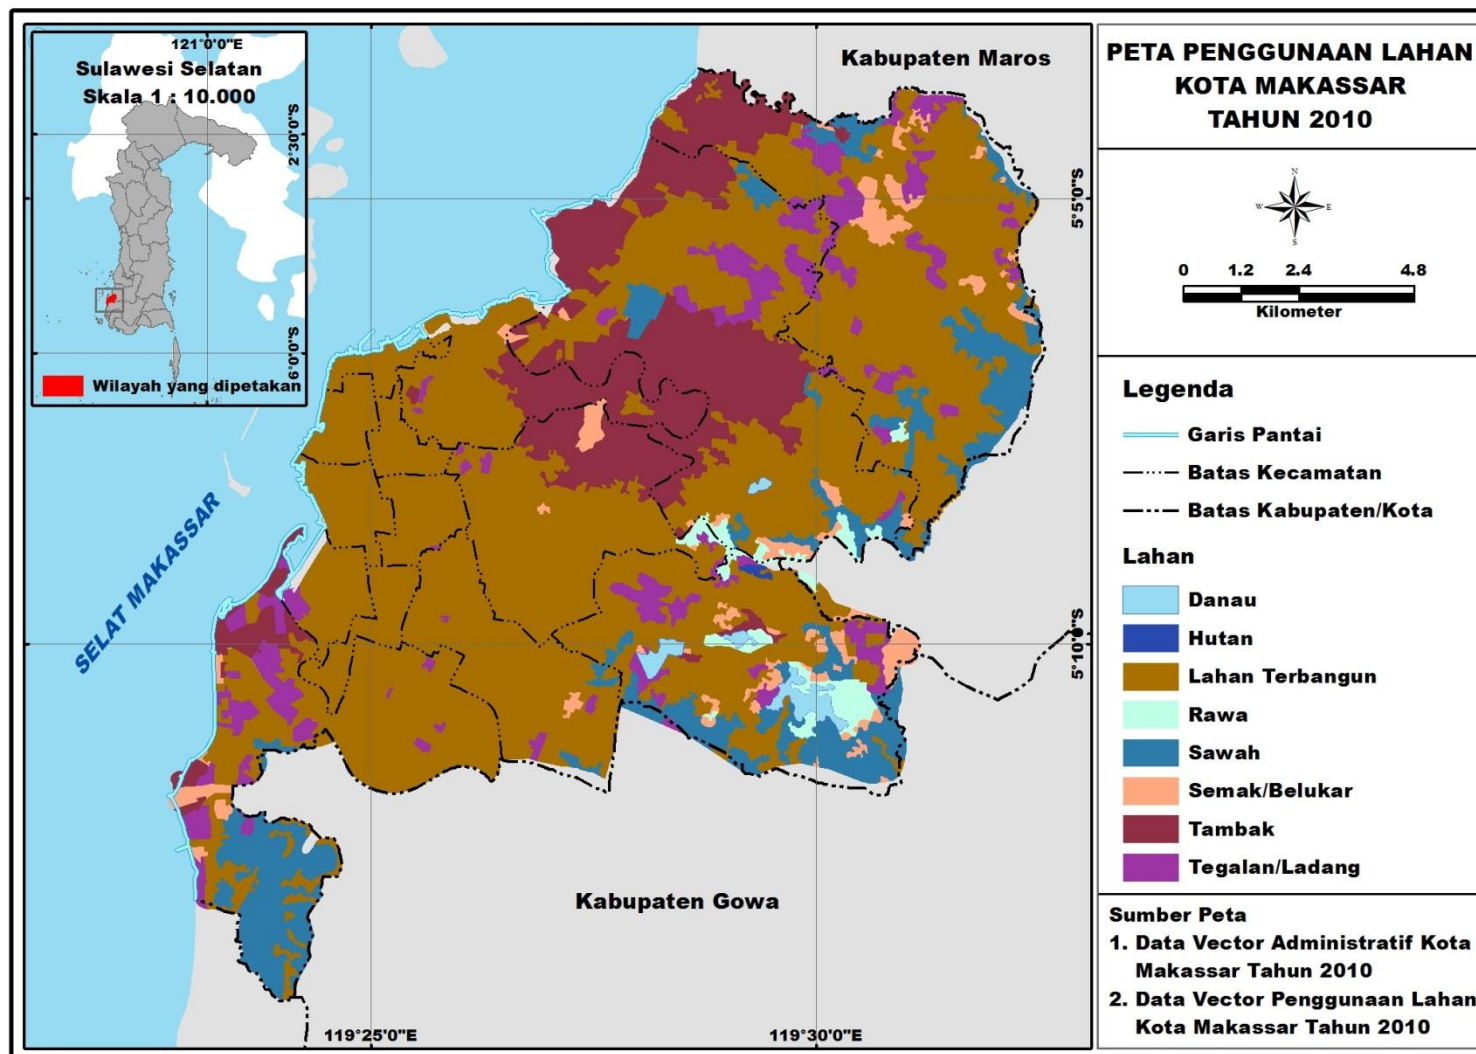 121°0'0"E
Sulawesi Selatan
Skala 1 : 10.000
2°30'0"S
6°0'0"S
Wilayah yang dipetakan
Kabupaten Maros
5°5'0"S
SELAT MAKASSAR
5°10'0"S
Kabupaten Gowa
119°25'0"E
119°30'0"E
PETA PENGGUNAAN LAHAN
KOTA MAKASSAR
TAHUN 2010
N
W E
S
0 1.2 2.4 4.8
Kilometer
Legenda
Garis Pantai
Batas Kecamatan
Batas Kabupaten/Kota
Lahan
Danau
Hutan
Lahan Terbangun
Rawa
Sawah
Semak/Belukar
Tambak
Tegalan/Ladang
Sumber Peta
1. Data Vector Administratif Kota
Makassar Tahun 2010
2. Data Vector Penggunaan Lahan
Kota Makassar Tahun 2010